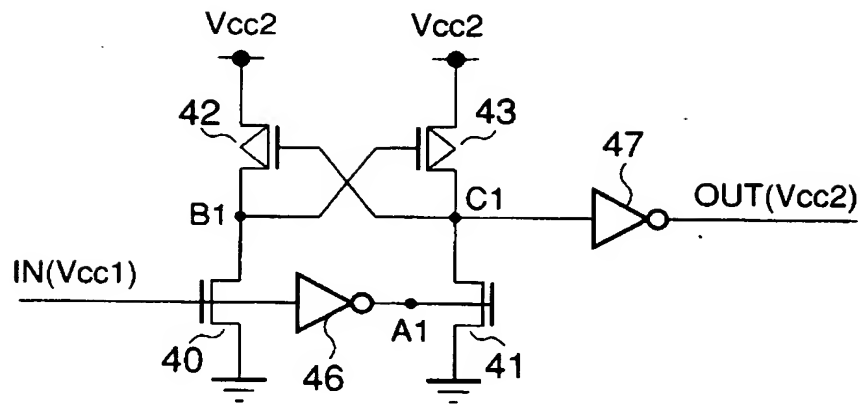 Vcc2 Vcc2
42 43
47
B1 C1 OUT(Vcc2)
IN(Vcc1)
A1
40 46 41